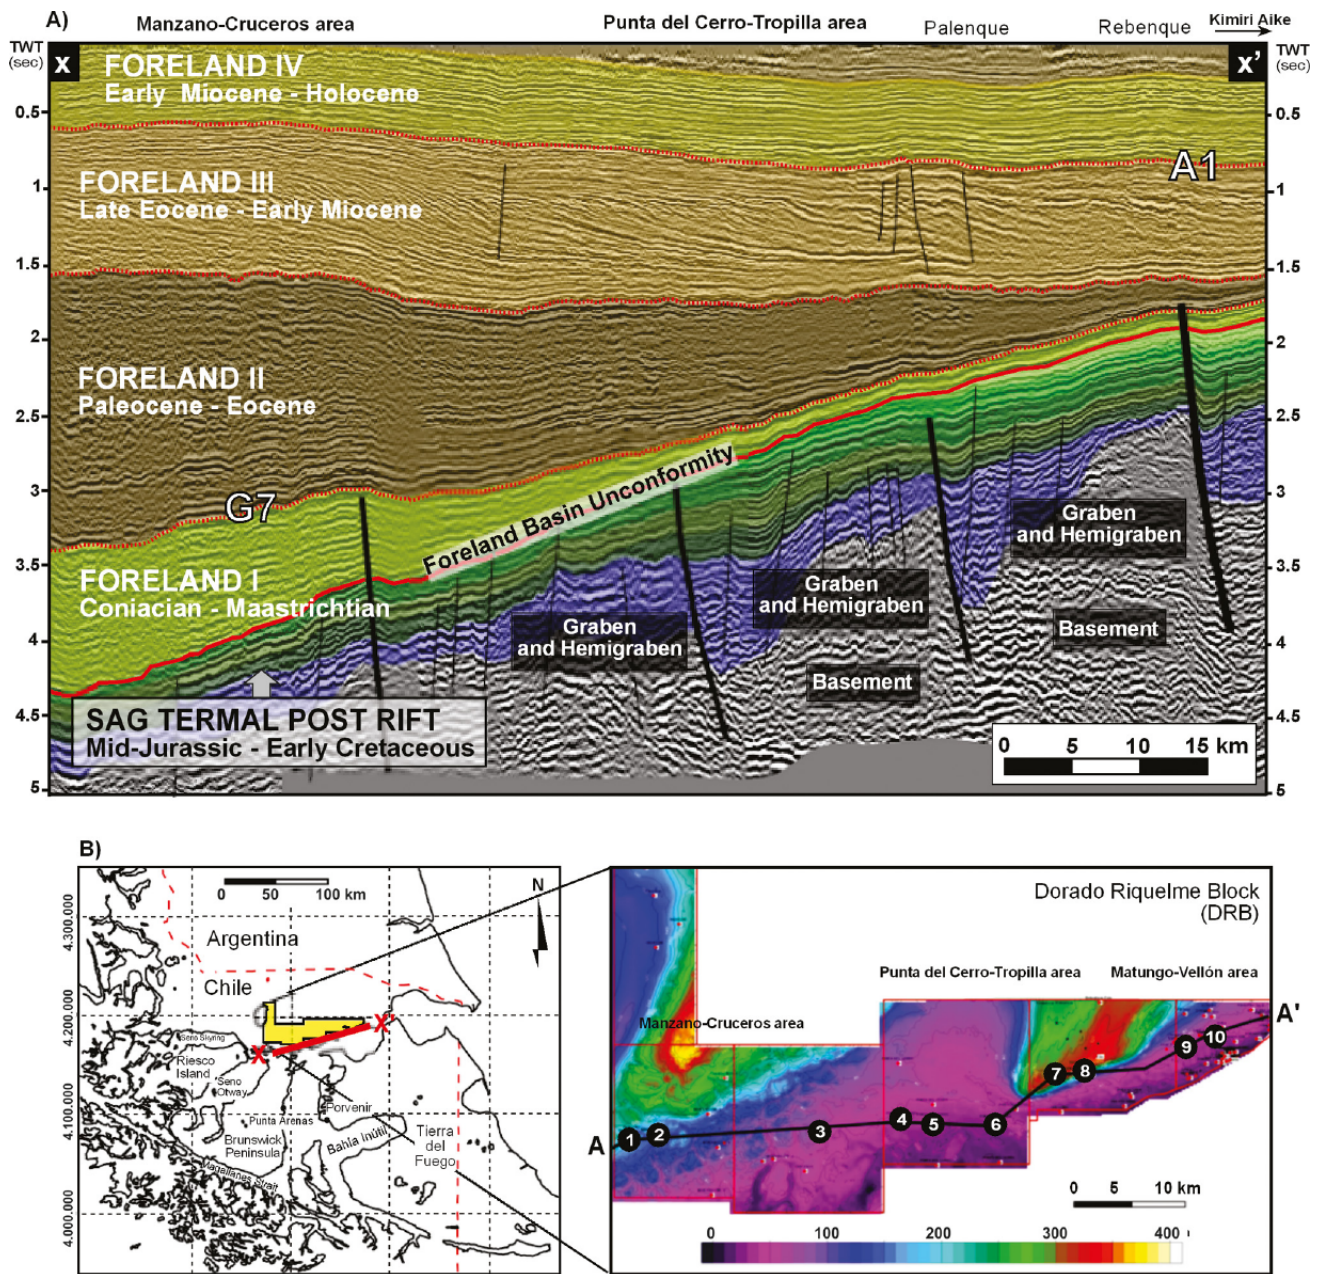 A)
Manzano-Cruceros area
Punta del Cerro-Tropilla area
Palenque
Rebenque
Kimiri Aike
TWT
(sec)
TWT
(sec)
X
X'
FORELAND IV
Early Miocene - Holocene
0.5
0.5
A1
FORELAND III
Late Eocene - Early Miocene
1
1
1.5
1.5
2
2
FORELAND II
Paleocene - Eocene
2.5
2.5
Foreland Basin Unconformity
3
3
G7
Graben
and Hemigraben
3.5
3.5
FORELAND I
Coniacian - Maastrichtian
Graben
and Hemigraben
Graben
and Hemigraben
Basement
4
4
Basement
SAG TERMAL POST RIFT
Mid-Jurassic - Early Cretaceous
4.5
4.5
0 5 10 15 km
5
5
B)
0 50 100 km
N
4.300.000
4.200.000
4.100.000
4.000.000
Argentina
Chile
X
X'
Seno Skyring
Riesco
Island
Seno
Otway
Porvenir
Punta Arenas
Brunswick
Peninsula
Bahía Inútil
Tierra
del
Fuego
Magellanes Strait
Dorado Riquelme Block
(DRB)
Punta del Cerro-Tropilla area
Matungo-Vellón area
Manzano-Cruceros area
A
A'
1
2
3
4
5
6
7
8
9
10
0 5 10 km
0 100 200 300 400